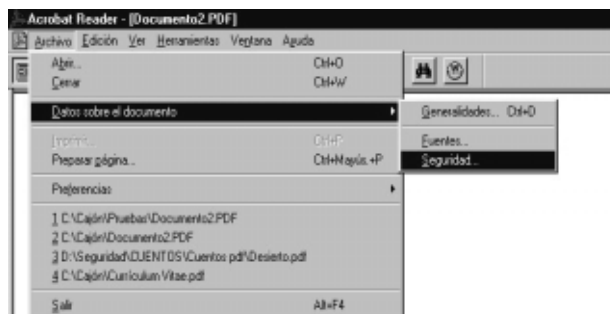 Acrobat Reader - [Documento2.PDF]
Archivo Edición Ver Herramientas Ventana Ayuda
Abrir... Ctrl+O
Cerrar Ctrl+W
Datos sobre el documento
Generalidades... Ctrl+D
Imprimir... Ctrl+P
Fuentes...
Preparar página... Ctrl+Mayús.+P
Seguridad...
Preferencias
1 C:\Cajón\Pruebas\Documento2.PDF
2 C:\Cajón\Documento2.PDF
3 D:\Seguridad\CUENTOS\Cuentos pdf\Desierto.pdf
4 C:\Cajón\Curriculum Vitae.pdf
Salir Alt+F4